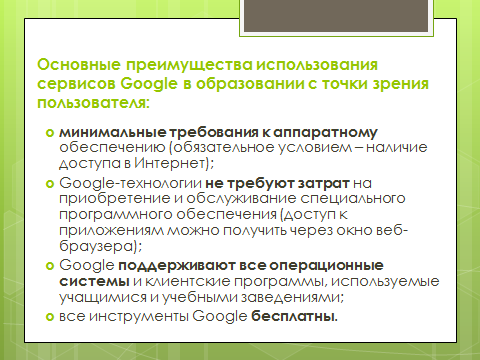 Основные преимущества использования
сервисов Google в образовании с точки зрения
пользователя:
минимальные требования к аппаратному
обеспечению (обязательное условием – наличие
доступа в Интернет);
Google-технологии не требуют затрат на
приобретение и обслуживание специального
программного обеспечения (доступ к
приложениям можно получить через окно веб-
браузера);
Google поддерживают все операционные
системы и клиентские программы, используемые
учащимися и учебными заведениями;
все инструменты Google бесплатны.